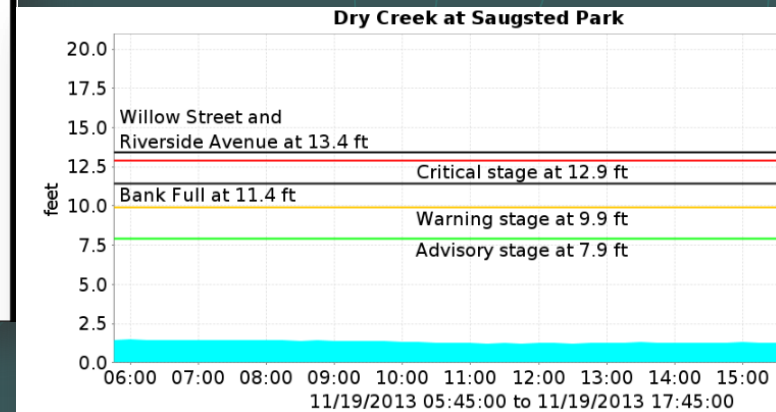 Dry Creek at Saugsted Park
20.0
17.5
Willow Street and
15.0
Riverside Avenue at 13.4 ft
12.5
Critical stage at 12.9 ft
Bank Full at 11.4 ft
10.0
Warning stage at 9.9 ft
feet
7.5
Advisory stage at 7.9 ft
5.0
2.5
0.0
06:00 07:00 08:00 09:00 10:00 11:00 12:00 13:00 14:00 15:00
11/19/2013 05:45:00 to 11/19/2013 17:45:00